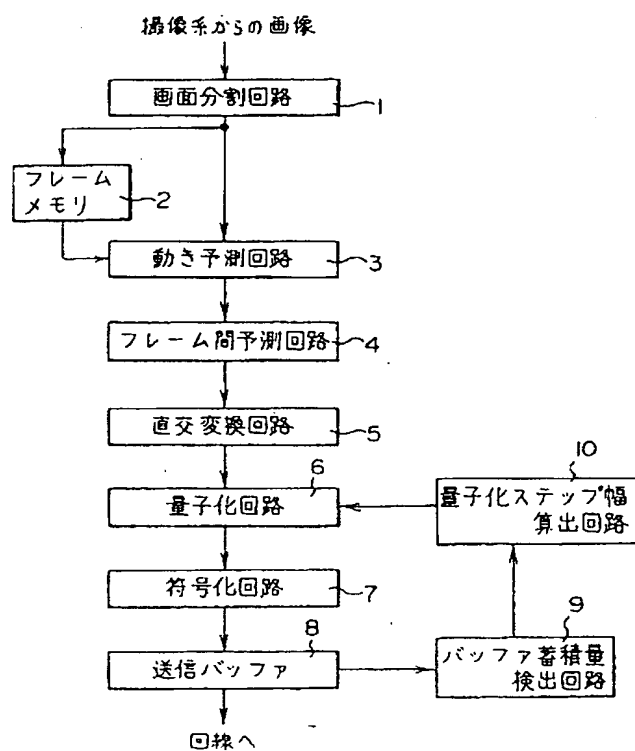 撮像系からの画像
画面分割回路
1
フレーム
メモリ
2
動き予測回路
3
フレーム間予測回路
4
直交変換回路
5
6
量子化回路
10
量子化ステップ幅
算出回路
符号化回路
7
8
送信バッファ
9
バッファ蓄積量
検出回路
回線へ